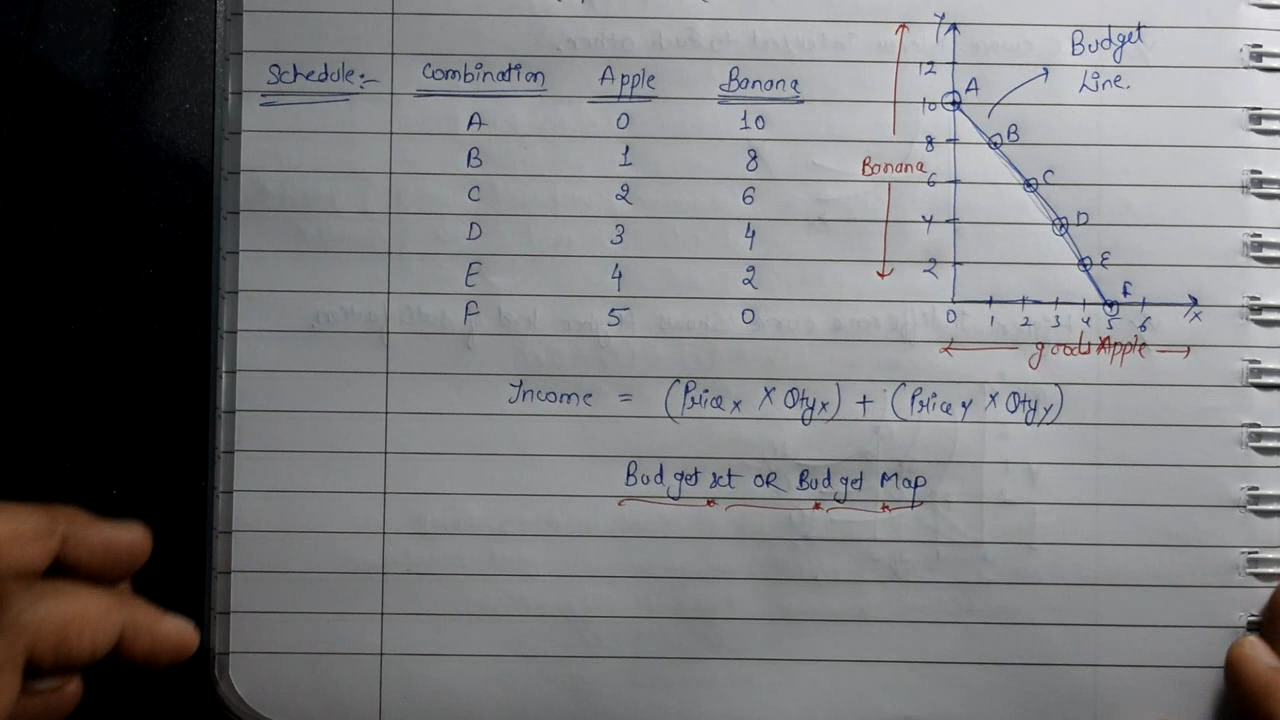 Schedule:-
Combination Apple Banana
A 0 10
B 1 8
C 2 6
D 3 4
E 4 2
F 5 0
Y
12
10
8
6
4
2
0 1 2 3 4 5 6 X
A
B
C
D
E
F
Budget
Line.
Banana
goods Apple
Income = (Price x × Qty x) + (Price y × Qty y)
Budget set OR Budget Map